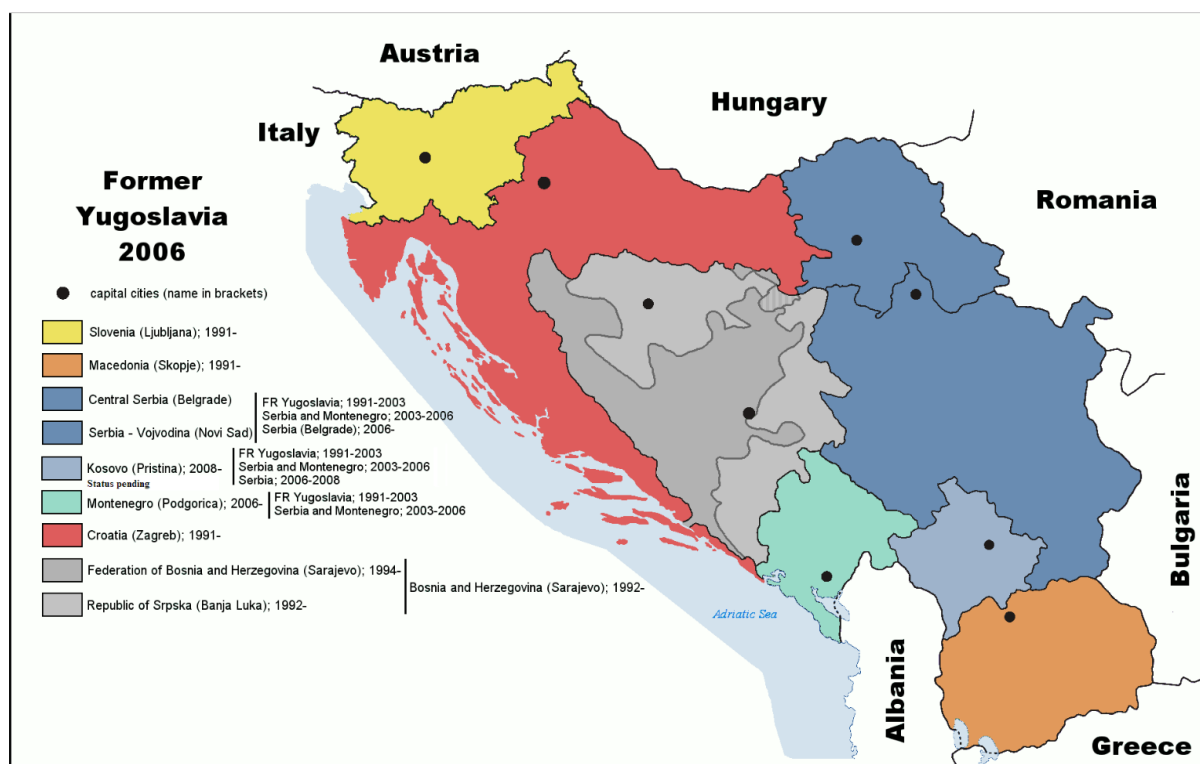 Austria
Hungary
Italy
Romania
Former
Yugoslavia
2006
capital cities (name in brackets)
Slovenia (Ljubljana); 1991-
Macedonia (Skopje); 1991-
Central Serbia (Belgrade)
Serbia - Vojvodina (Novi Sad)
FR Yugoslavia; 1991-2003
Serbia and Montenegro; 2003-2006
Serbia (Belgrade); 2006-
Kosovo (Pristina); 2008-
Status pending
FR Yugoslavia; 1991-2003
Serbia and Montenegro; 2003-2006
Serbia; 2006-2008
Montenegro (Podgorica); 2006-
FR Yugoslavia; 1991-2003
Serbia and Montenegro; 2003-2006
Croatia (Zagreb); 1991-
Federation of Bosnia and Herzegovina (Sarajevo); 1994-
Republic of Srpska (Banja Luka); 1992-
Bosnia and Herzegovina (Sarajevo); 1992-
Adriatic Sea
Bulgaria
Albania
Greece